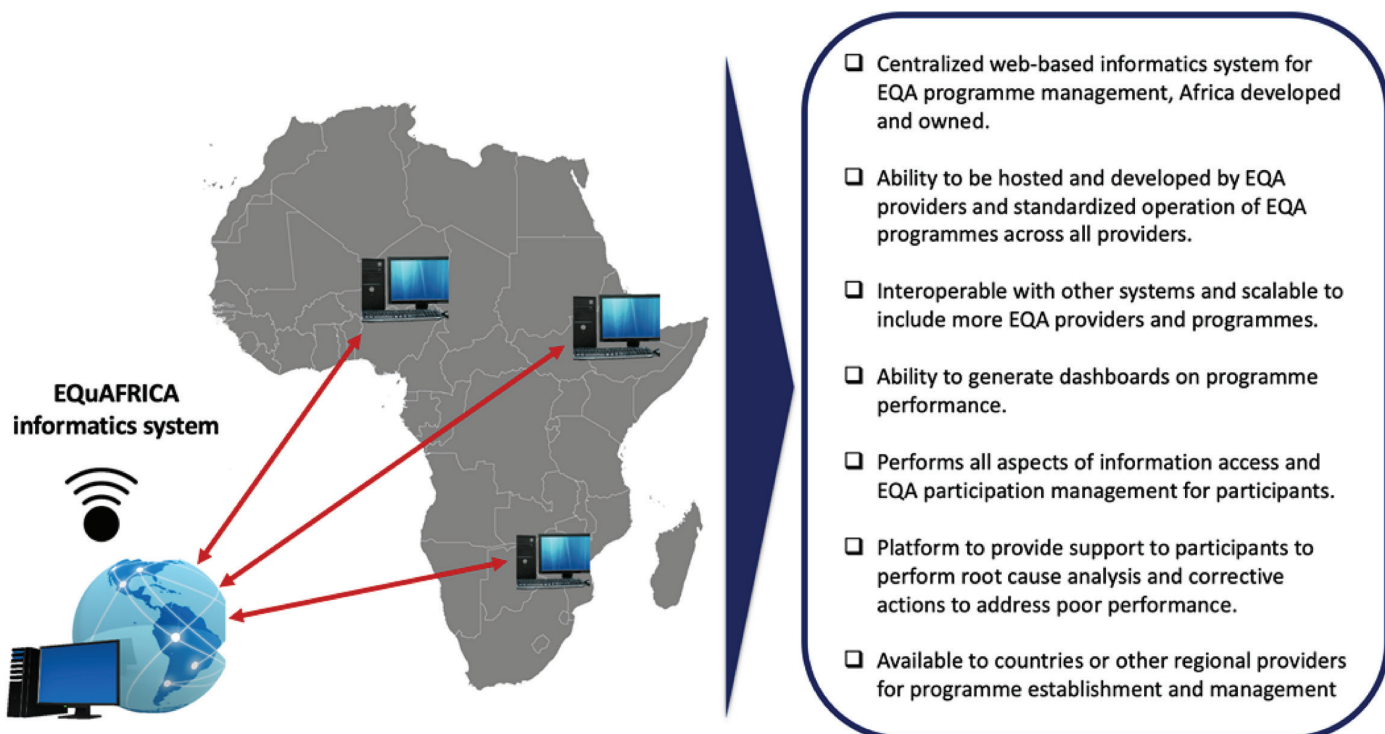 EQuAFRICA
informatics system
❑ Centralized web-based informatics system for
EQA programme management, Africa developed
and owned.
❑ Ability to be hosted and developed by EQA
providers and standardized operation of EQA
programmes across all providers.
❑ Interoperable with other systems and scalable to
include more EQA providers and programmes.
❑ Ability to generate dashboards on programme
performance.
❑ Performs all aspects of information access and
EQA participation management for participants.
❑ Platform to provide support to participants to
perform root cause analysis and corrective
actions to address poor performance.
❑ Available to countries or other regional providers
for programme establishment and management